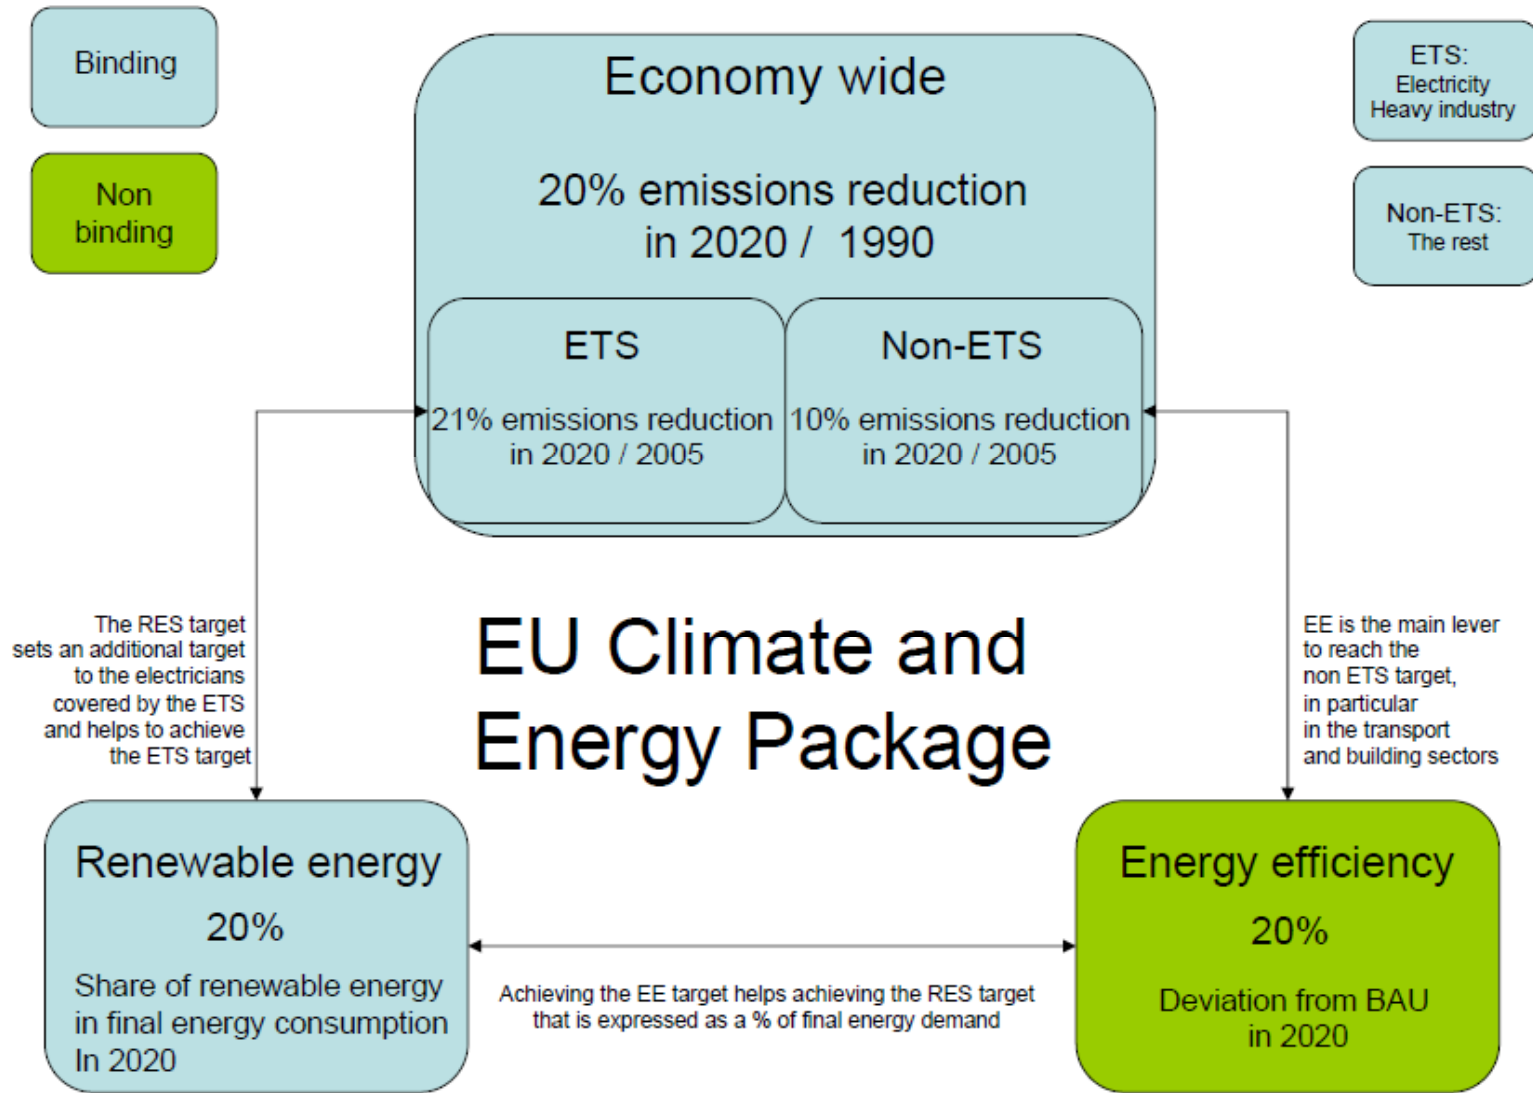 Binding
Non
binding
Economy wide
20% emissions reduction
in 2020 / 1990
ETS
21% emissions reduction
in 2020 / 2005
Non-ETS
10% emissions reduction
in 2020 / 2005
ETS:
Electricity
Heavy industry
Non-ETS:
The rest
The RES target
sets an additional target
to the electricians
covered by the ETS
and helps to achieve
the ETS target
EU Climate and
Energy Package
EE is the main lever
to reach the
non ETS target,
in particular
in the transport
and building sectors
Renewable energy
20%
Share of renewable energy
in final energy consumption
In 2020
Achieving the EE target helps achieving the RES target
that is expressed as a % of final energy demand
Energy efficiency
20%
Deviation from BAU
in 2020